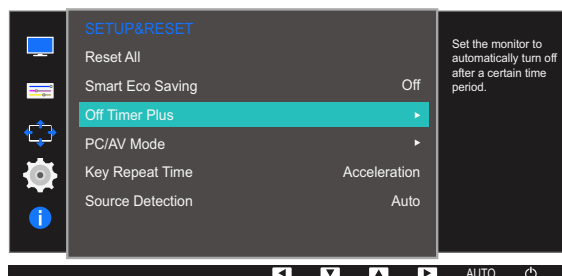 SETUP&RESET
Reset All
Smart Eco Saving Off
Off Timer Plus
PC/AV Mode
Key Repeat Time Acceleration
Source Detection Auto
Set the monitor to
automatically turn off
after a certain time
period.
AUTO